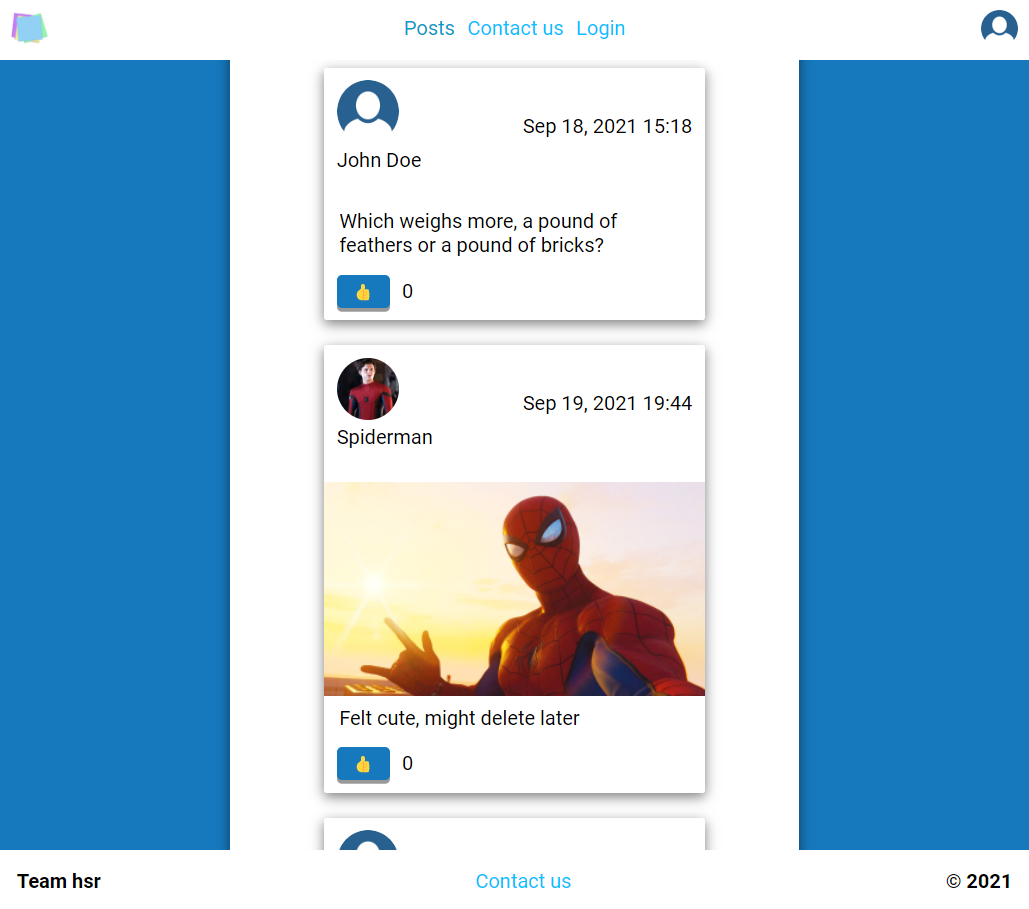 Posts Contact us Login
Sep 18, 2021 15:18
John Doe
Which weighs more, a pound of
feathers or a pound of bricks?
0
Sep 19, 2021 19:44
Spiderman
Felt cute, might delete later
0
Team hsr Contact us © 2021